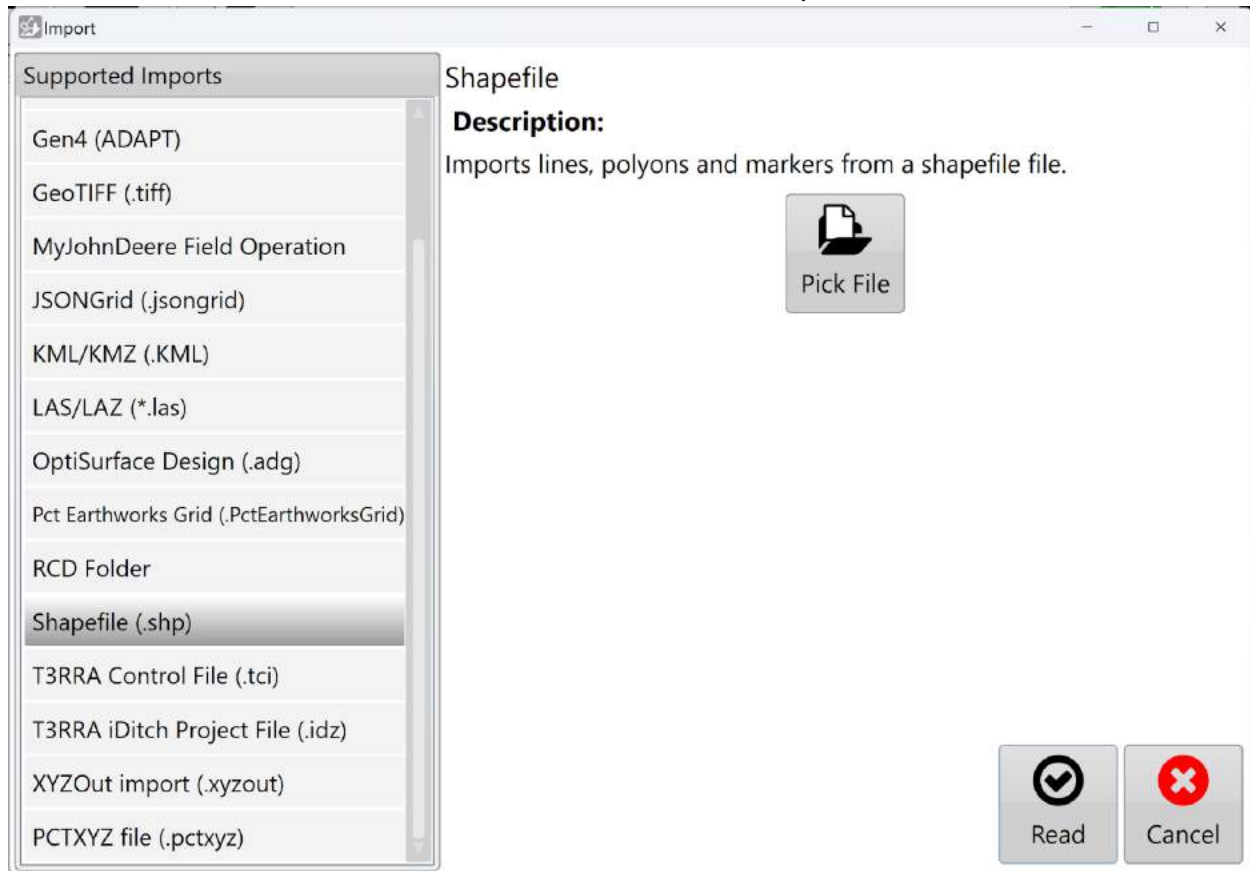 Import
Supported Imports
Gen4 (ADAPT)
GeoTIFF (.tiff)
MyJohnDeere Field Operation
JSONGrid (.jsongrid)
KML/KMZ (.KML)
LAS/LAZ (*.las)
OptiSurface Design (.adg)
Pct Earthworks Grid (.PctEarthworksGrid)
RCD Folder
Shapefile (.shp)
T3RRA Control File (.tci)
T3RRA iDitch Project File (.idz)
XYZOut import (.xyzout)
PCTXYZ file (.pctxyz)
Shapefile
Description:
Imports lines, polyons and markers from a shapefile file.
Pick File
Read
Cancel